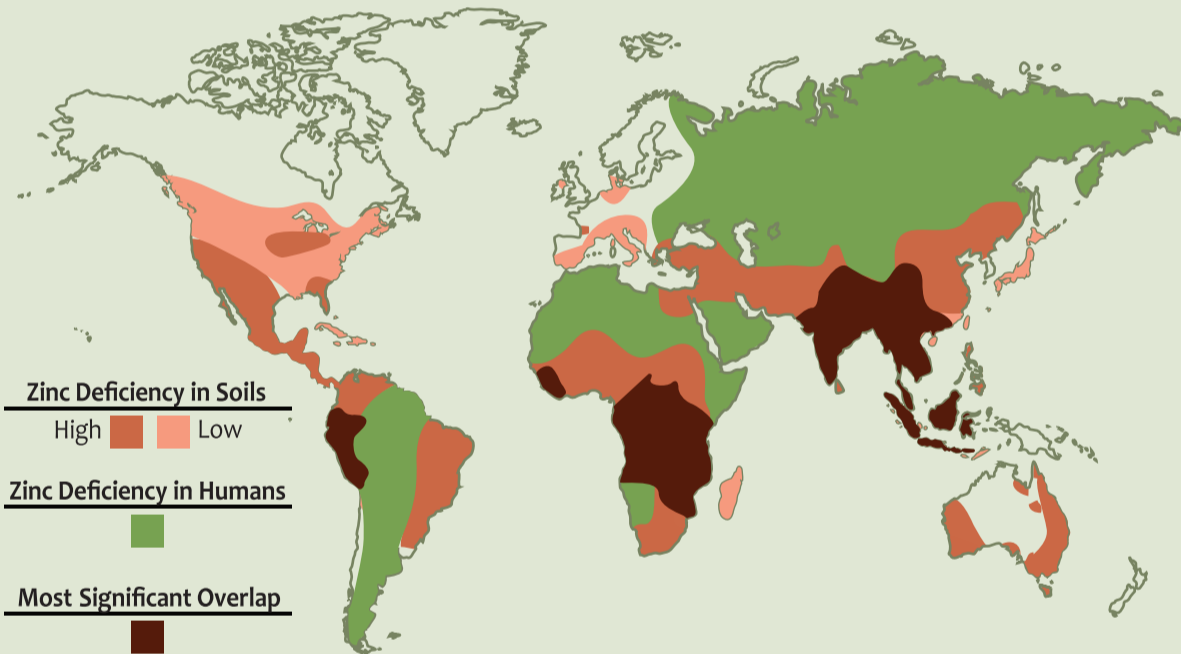 Zinc Deficiency in Soils
High Low
Zinc Deficiency in Humans
Most Significant Overlap